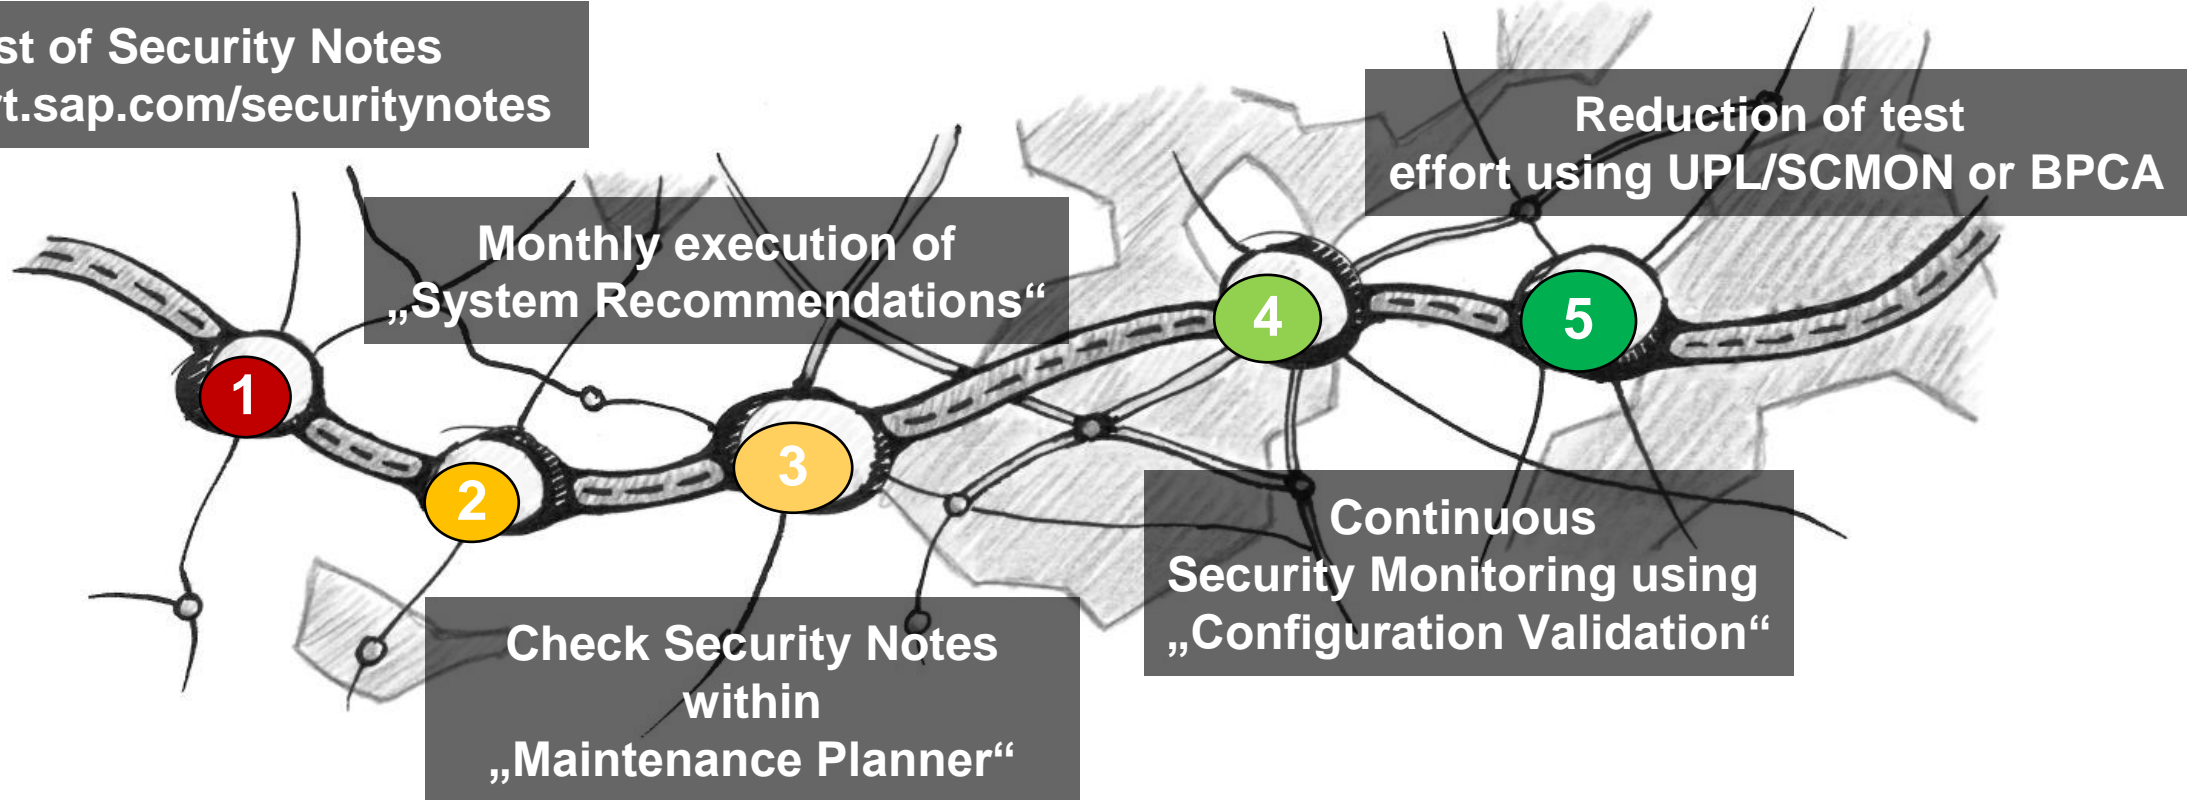 st of Security Notes
t.sap.com/securitynotes
Reduction of test
effort using UPL/SCMON or BPCA
Monthly execution of
„System Recommendations“
1
2
3
4
5
Continuous
Security Monitoring using
„Configuration Validation“
Check Security Notes
within
„Maintenance Planner“